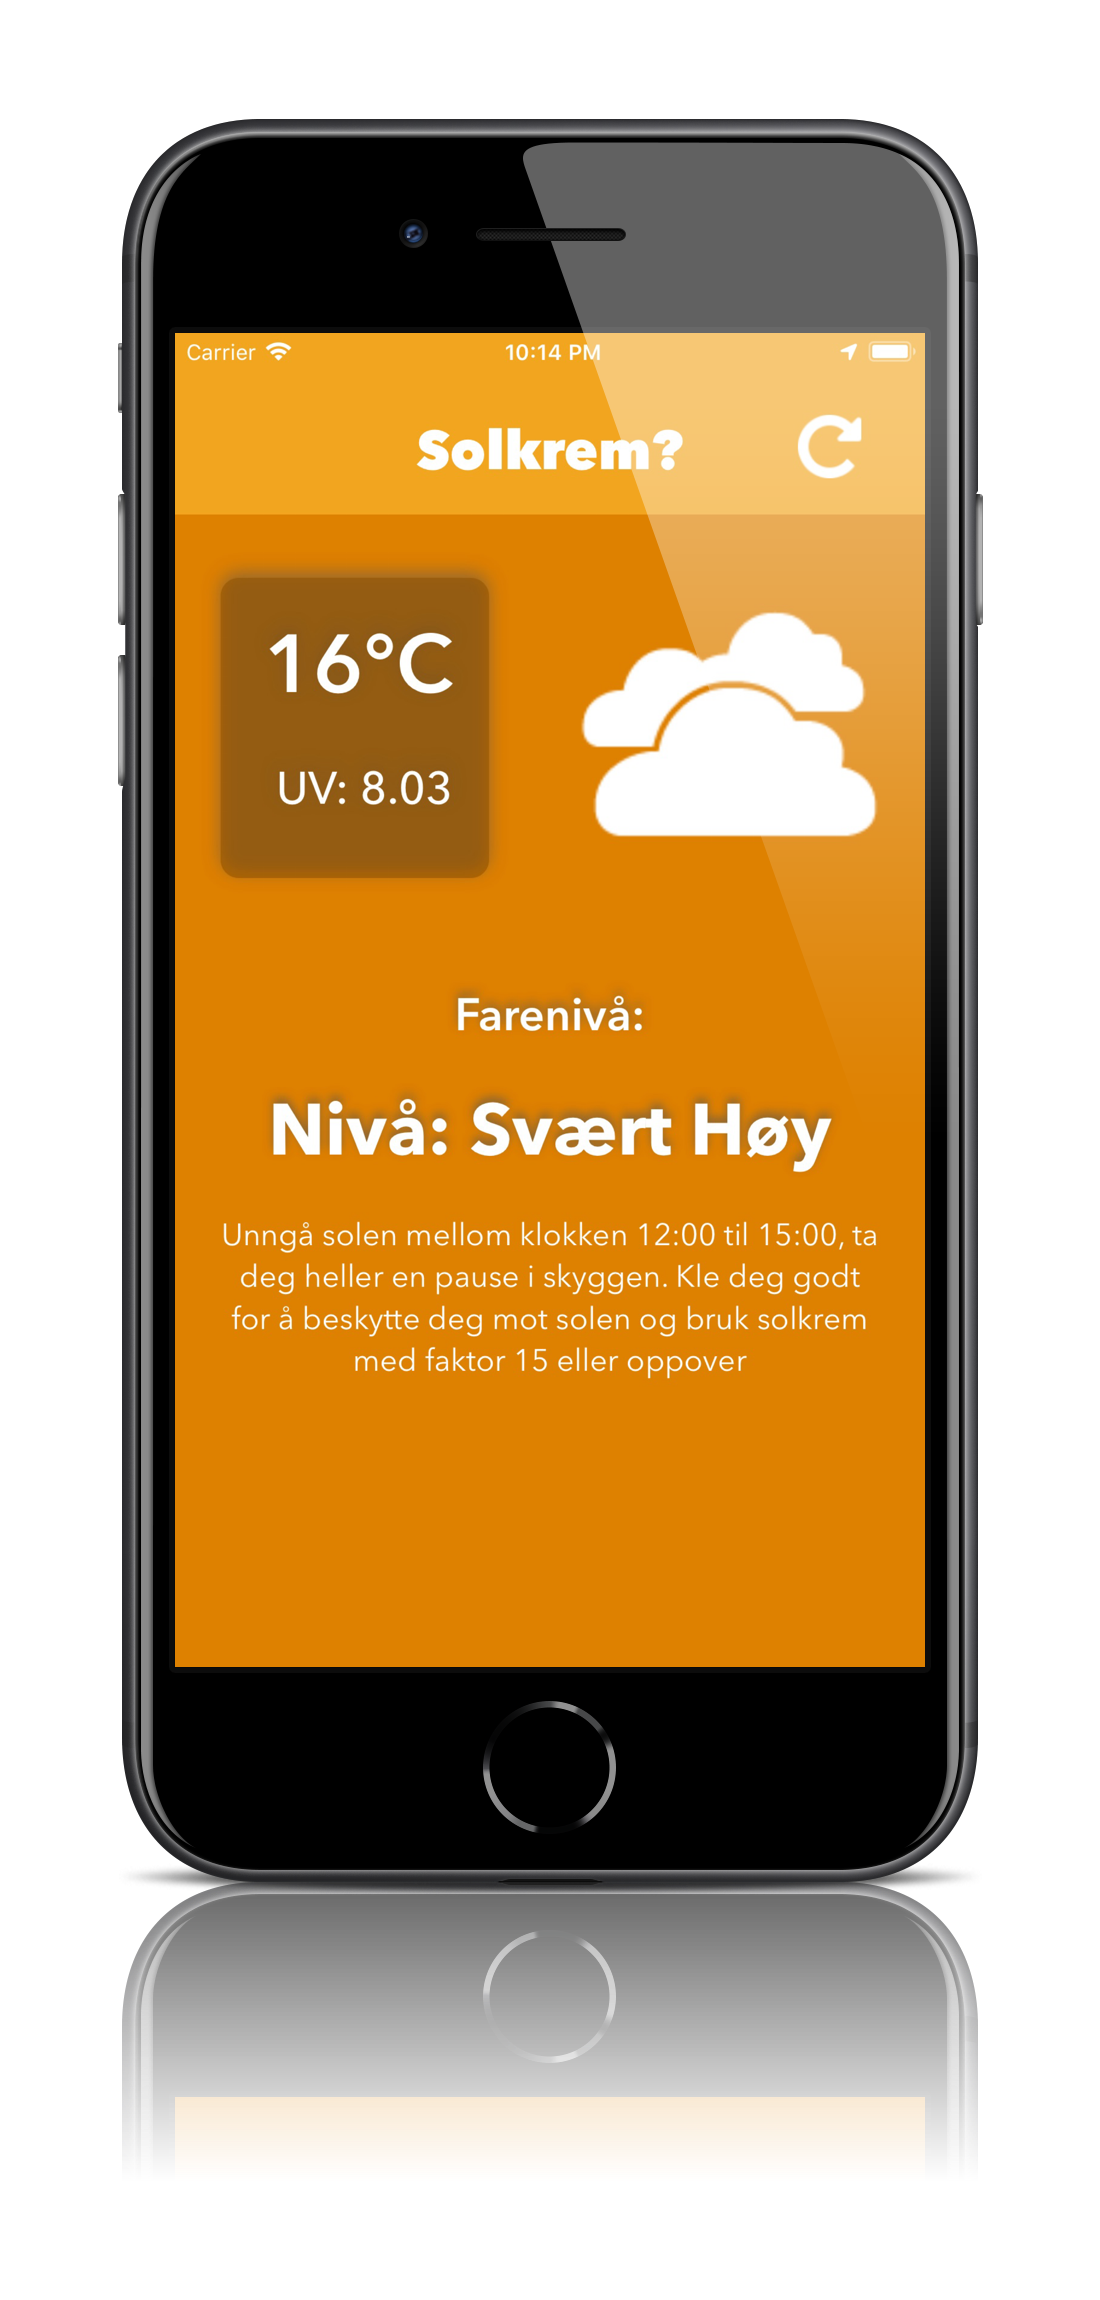 Carrier 10:14 PM
Solkrem?
16°C
UV: 8.03
Farenivå:
Nivå: Svært Høy
Unngå solen mellom klokken 12:00 til 15:00, ta
deg heller en pause i skyggen. Kle deg godt
for å beskytte deg mot solen og bruk solkrem
med faktor 15 eller oppover